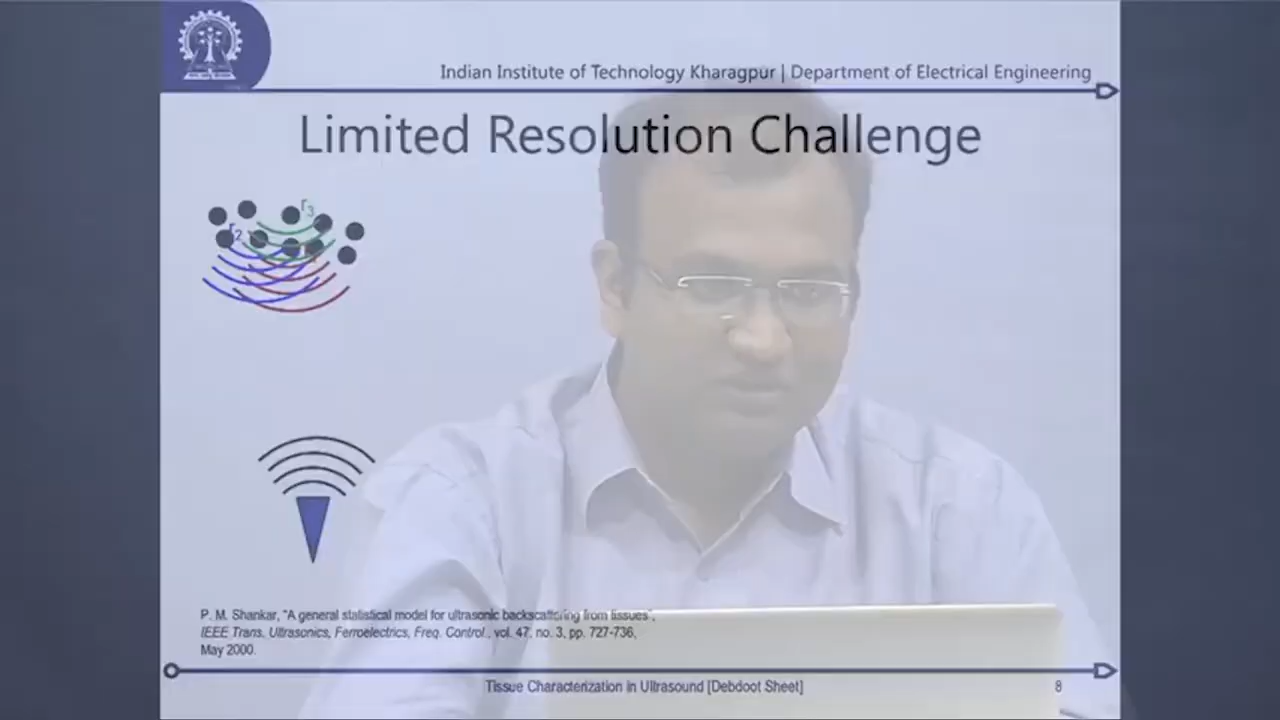 Indian Institute of Technology Kharagpur | Department of Electrical Engineering
Limited Resolution Challenge
r3
r2
P. M. Shankar, “A general statistical model for ultrasonic backscattering from tissues”,
IEEE Trans. Ultrasonics, Ferroelectrics, Freq. Control., vol. 47, no. 3, pp. 727-736,
May 2000.
Tissue Characterization in Ultrasound [Debdoot Sheet]
8